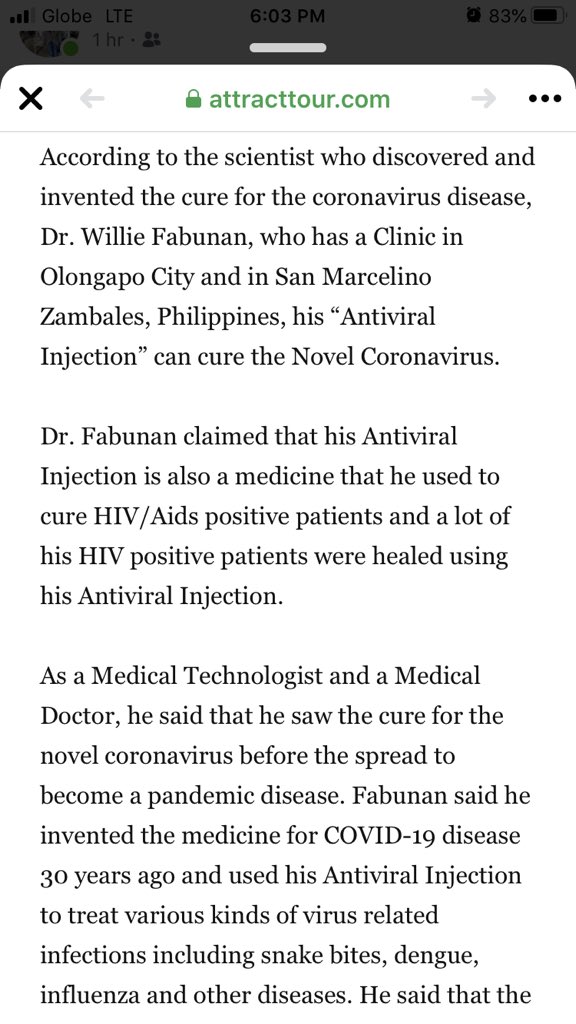 Globe LTE 6:03 PM 83%
1 hr ·
attracttour.com
According to the scientist who discovered and
invented the cure for the coronavirus disease,
Dr. Willie Fabunan, who has a Clinic in
Olongapo City and in San Marcelino
Zambales, Philippines, his “Antiviral
Injection” can cure the Novel Coronavirus.
Dr. Fabunan claimed that his Antiviral
Injection is also a medicine that he used to
cure HIV/Aids positive patients and a lot of
his HIV positive patients were healed using
his Antiviral Injection.
As a Medical Technologist and a Medical
Doctor, he said that he saw the cure for the
novel coronavirus before the spread to
become a pandemic disease. Fabunan said he
invented the medicine for COVID-19 disease
30 years ago and used his Antiviral Injection
to treat various kinds of virus related
infections including snake bites, dengue,
influenza and other diseases. He said that the